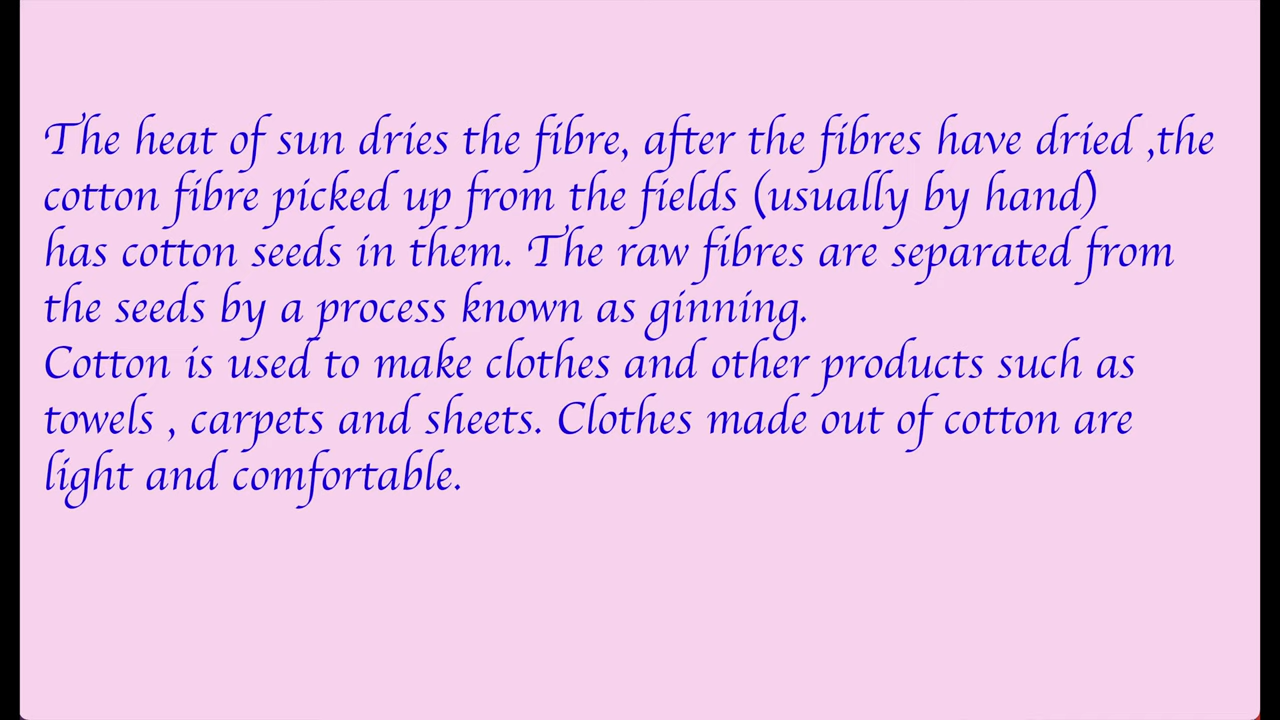 The heat of sun dries the fibre, after the fibres have dried ,the
cotton fibre picked up from the fields (usually by hand)
has cotton seeds in them. The raw fibres are separated from
the seeds by a process known as ginning.
Cotton is used to make clothes and other products such as
towels , carpets and sheets. Clothes made out of cotton are
light and comfortable.